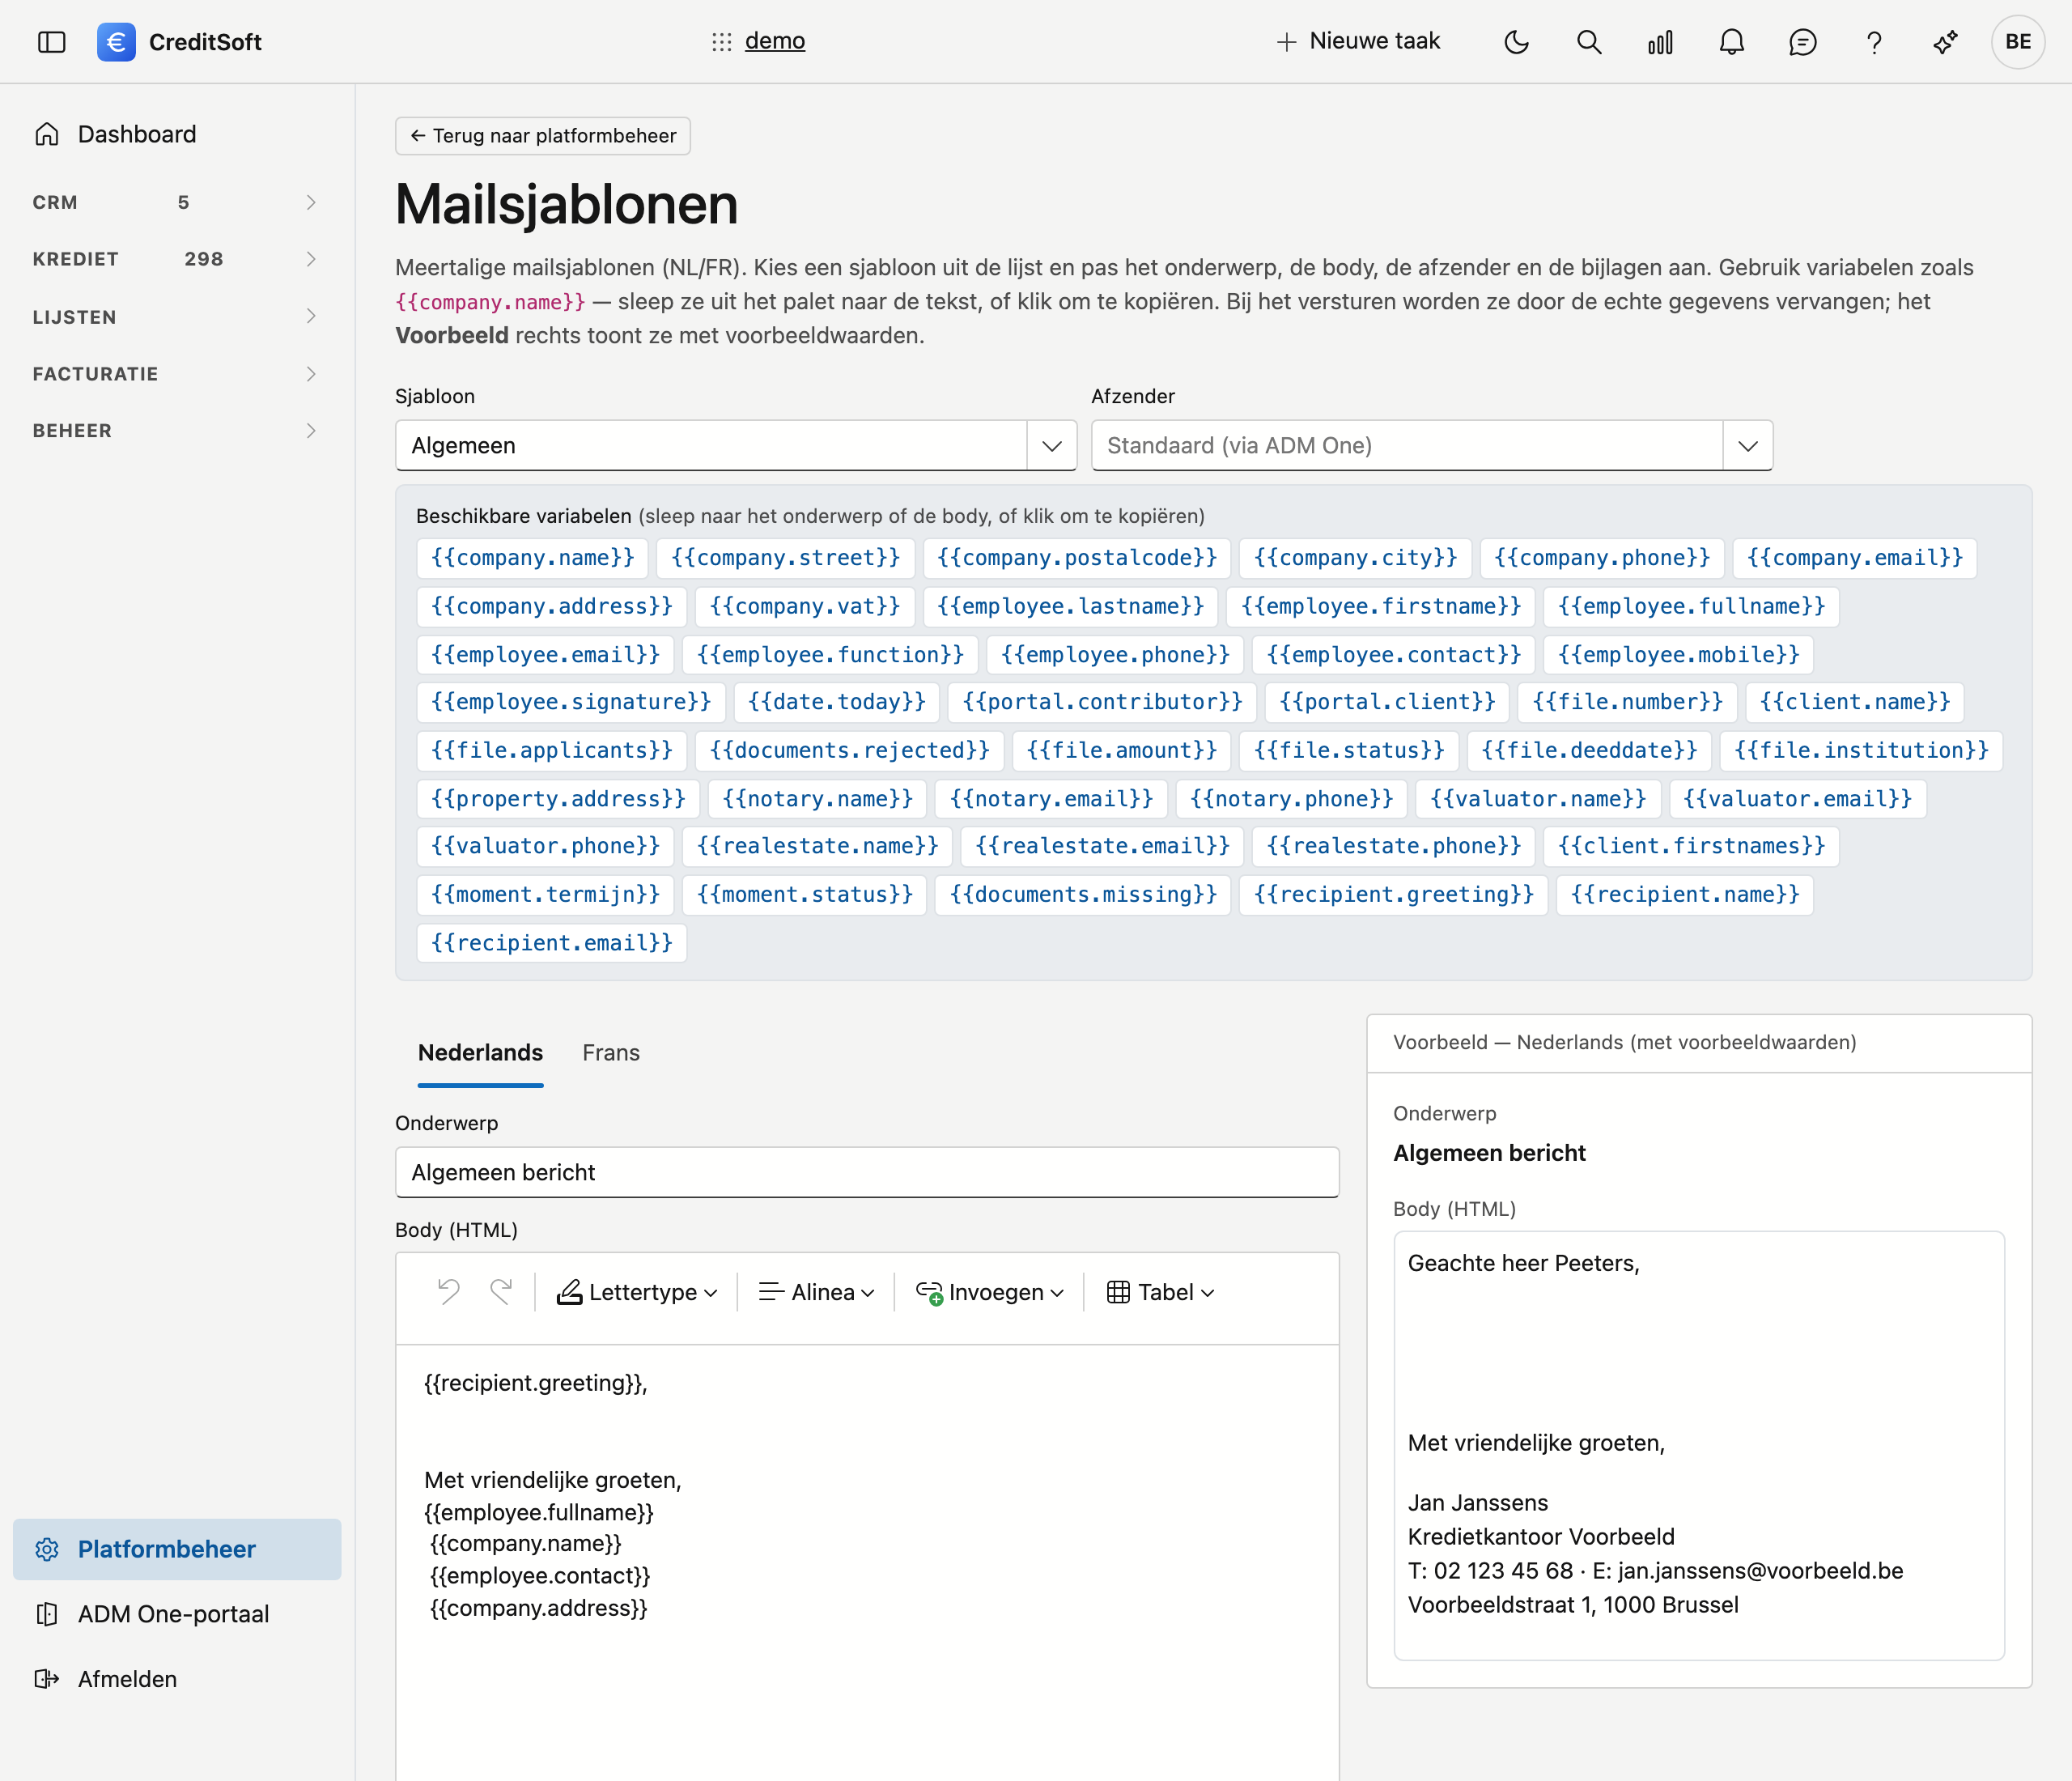 € CreditSoft
demo
Nieuwe taak
BE
Dashboard
CRM 5
KREDIET 298
LIJSTEN
FACTURATIE
BEHEER
Platformbeheer
ADM One-portaal
Afmelden
← Terug naar platformbeheer
Mailsjablonen
Meertalige mailsjablonen (NL/FR). Kies een sjabloon uit de lijst en pas het onderwerp, de body, de afzender en de bijlagen aan. Gebruik variabelen zoals
{{company.name}} — sleep ze uit het palet naar de tekst, of klik om te kopiëren. Bij het versturen worden ze door de echte gegevens vervangen; het
Voorbeeld rechts toont ze met voorbeeldwaarden.
Sjabloon
Afzender
Algemeen
Standaard (via ADM One)
Beschikbare variabelen (sleep naar het onderwerp of de body, of klik om te kopiëren)
{{company.name}} {{company.street}} {{company.postalcode}} {{company.city}} {{company.phone}} {{company.email}}
{{company.address}} {{company.vat}} {{employee.lastname}} {{employee.firstname}} {{employee.fullname}}
{{employee.email}} {{employee.function}} {{employee.phone}} {{employee.contact}} {{employee.mobile}}
{{employee.signature}} {{date.today}} {{portal.contributor}} {{portal.client}} {{file.number}} {{client.name}}
{{file.applicants}} {{documents.rejected}} {{file.amount}} {{file.status}} {{file.deeddate}} {{file.institution}}
{{property.address}} {{notary.name}} {{notary.email}} {{notary.phone}} {{valuator.name}} {{valuator.email}}
{{valuator.phone}} {{realestate.name}} {{realestate.email}} {{realestate.phone}} {{client.firstnames}}
{{moment.termijn}} {{moment.status}} {{documents.missing}} {{recipient.greeting}} {{recipient.name}}
{{recipient.email}}
Nederlands Frans
Onderwerp
Algemeen bericht
Body (HTML)
Lettertype Alinea Invoegen Tabel
{{recipient.greeting}},
Met vriendelijke groeten,
{{employee.fullname}}
{{company.name}}
{{employee.contact}}
{{company.address}}
Voorbeeld — Nederlands (met voorbeeldwaarden)
Onderwerp
Algemeen bericht
Body (HTML)
Geachte heer Peeters,
Met vriendelijke groeten,
Jan Janssens
Kredietkantoor Voorbeeld
T: 02 123 45 68 · E: jan.janssens@voorbeeld.be
Voorbeeldstraat 1, 1000 Brussel